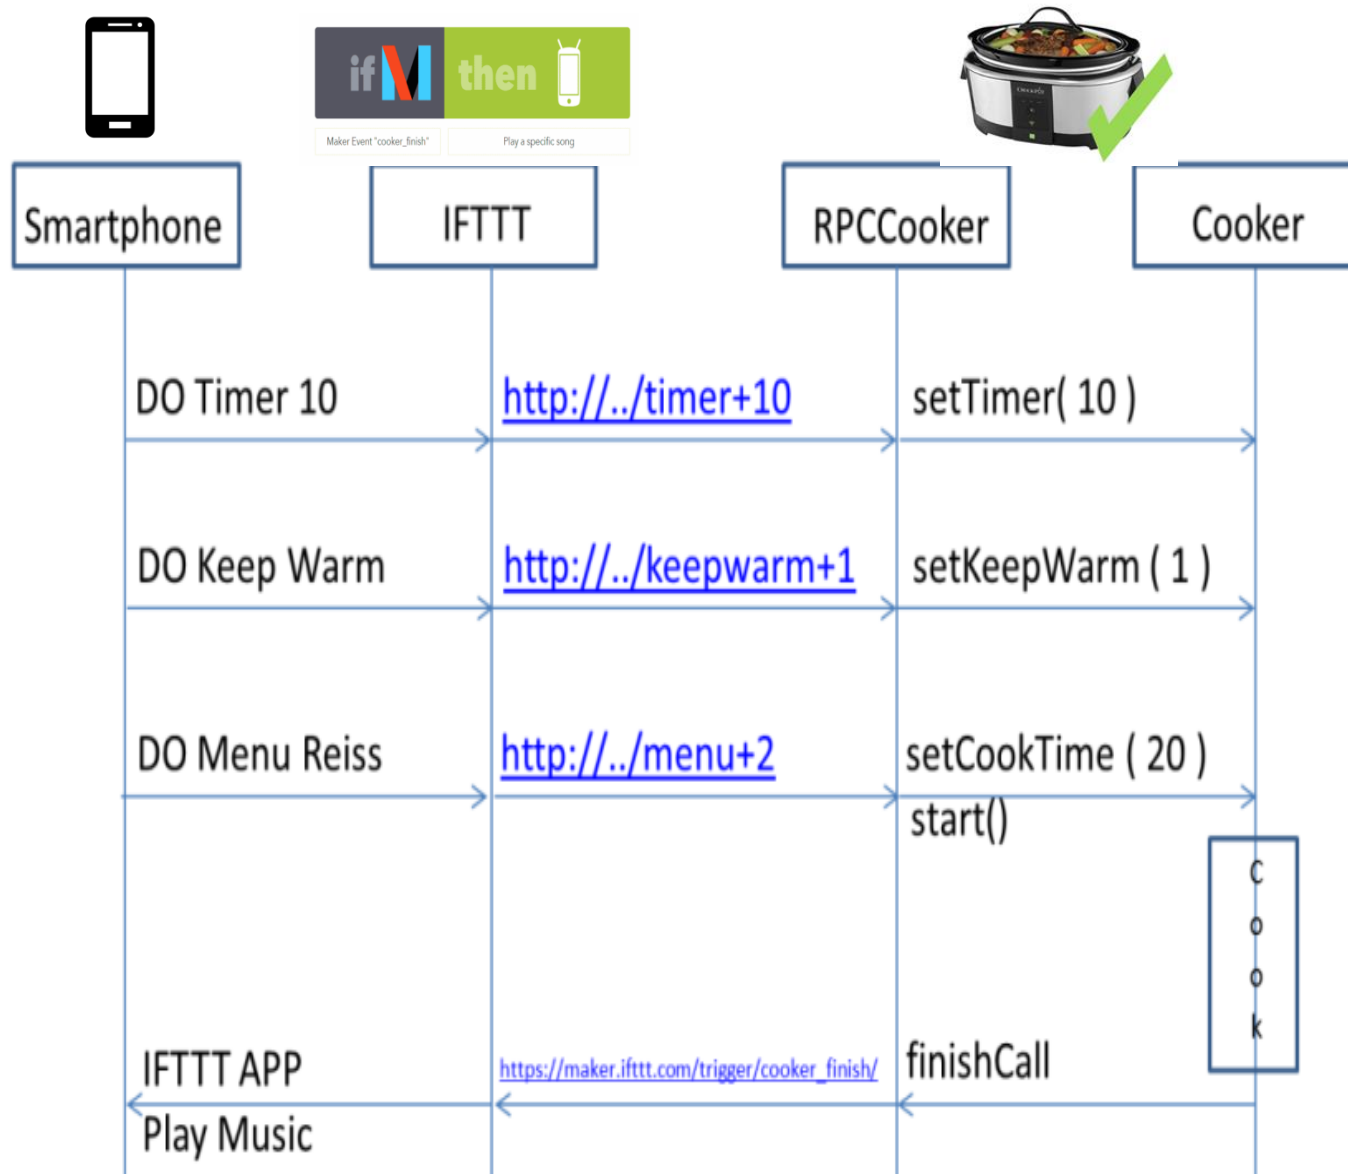 if then
Maker Event "cooker_finish" Play a specific song
CROCK-POT
Smartphone IFTTT RPCCooker Cooker
DO Timer 10 http://../timer+10 setTimer( 10 )
DO Keep Warm http://../keepwarm+1 setKeepWarm ( 1 )
DO Menu Reiss http://../menu+2 setCookTime ( 20 )
start()
C
o
o
k
IFTTT APP https://maker.ifttt.com/trigger/cooker_finish/ finishCall
Play Music